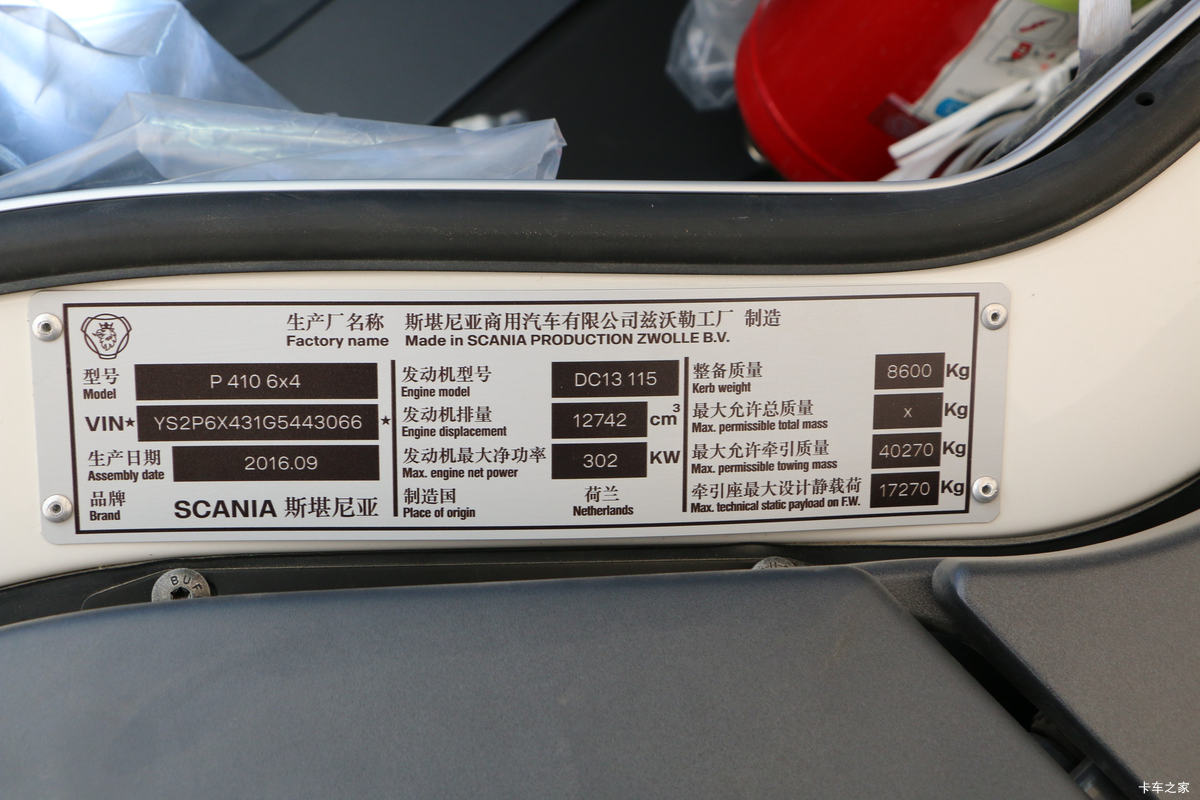 生产厂名称 斯堪尼亚商用汽车有限公司兹沃勒工厂 制造
Factory name Made in SCANIA PRODUCTION ZWOLLE B.V.
型号
Model
P 410 6x4
VIN★ YS2P6X431G5443066 ★
生产日期
Assembly date
2016.09
品牌
Brand
SCANIA 斯堪尼亚
发动机型号
Engine model
DC13 115
发动机排量
Engine displacement
12742 cm³
发动机最大净功率
Max. engine net power
302 KW
制造国
Place of origin
荷兰
Netherlands
整备质量
Kerb weight
8600 Kg
最大允许总质量
Max. permissible total mass
x Kg
最大允许牵引质量
Max. permissible towing mass
40270 Kg
牵引座最大设计静载荷
Max. technical static payload on F.W.
17270 Kg
BUF
卡车之家